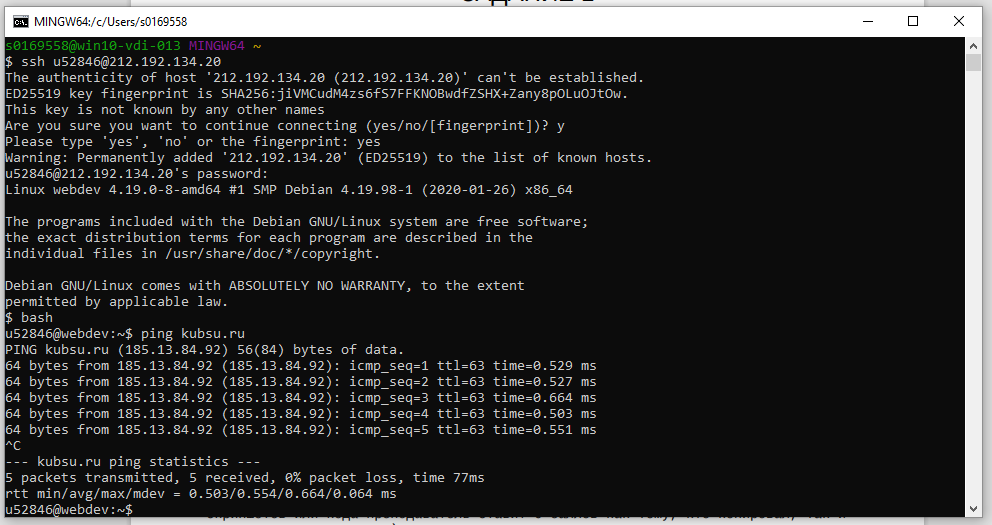 MINGW64:/c/Users/s0169558
s0169558@win10-vdi-013 MINGW64 ~
$ ssh u52846@212.192.134.20
The authenticity of host '212.192.134.20 (212.192.134.20)' can't be established.
ED25519 key fingerprint is SHA256:jiVMCudM4zs6fS7FFKNOBwdfZSHX+Zany8pOLuOJtOw.
This key is not known by any other names
Are you sure you want to continue connecting (yes/no/[fingerprint])? y
Please type 'yes', 'no' or the fingerprint: yes
Warning: Permanently added '212.192.134.20' (ED25519) to the list of known hosts.
u52846@212.192.134.20's password:
Linux webdev 4.19.0-8-amd64 #1 SMP Debian 4.19.98-1 (2020-01-26) x86_64
The programs included with the Debian GNU/Linux system are free software;
the exact distribution terms for each program are described in the
individual files in /usr/share/doc/*/copyright.
Debian GNU/Linux comes with ABSOLUTELY NO WARRANTY, to the extent
permitted by applicable law.
$ bash
u52846@webdev:~$ ping kubsu.ru
PING kubsu.ru (185.13.84.92) 56(84) bytes of data.
64 bytes from 185.13.84.92 (185.13.84.92): icmp_seq=1 ttl=63 time=0.529 ms
64 bytes from 185.13.84.92 (185.13.84.92): icmp_seq=2 ttl=63 time=0.527 ms
64 bytes from 185.13.84.92 (185.13.84.92): icmp_seq=3 ttl=63 time=0.664 ms
64 bytes from 185.13.84.92 (185.13.84.92): icmp_seq=4 ttl=63 time=0.503 ms
64 bytes from 185.13.84.92 (185.13.84.92): icmp_seq=5 ttl=63 time=0.551 ms
^C
--- kubsu.ru ping statistics ---
5 packets transmitted, 5 received, 0% packet loss, time 77ms
rtt min/avg/max/mdev = 0.503/0.554/0.664/0.064 ms
u52846@webdev:~$